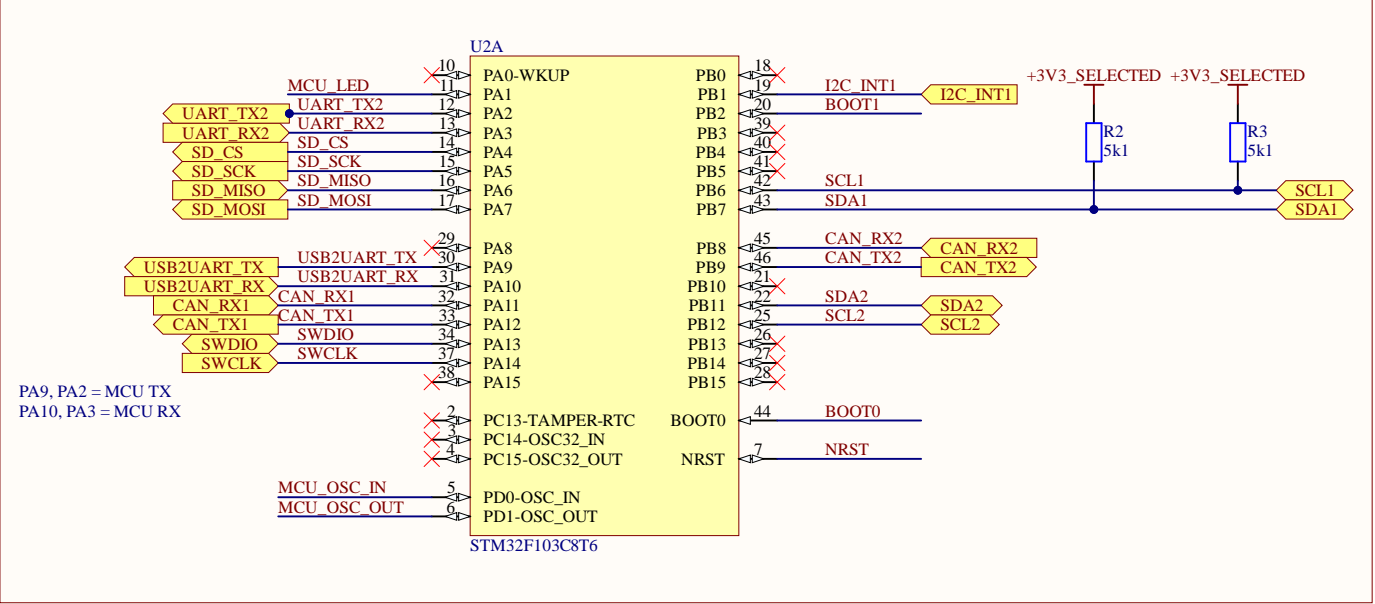 U2A
10 PA0-WKUP
MCU_LED 11 PA1
UART_TX2 UART_TX2 12 PA2
UART_RX2 UART_RX2 13 PA3
SD_CS SD_CS 14 PA4
SD_SCK SD_SCK 15 PA5
SD_MISO SD_MISO 16 PA6
SD_MOSI SD_MOSI 17 PA7
29 PA8
USB2UART_TX USB2UART_TX 30 PA9
USB2UART_RX USB2UART_RX 31 PA10
CAN_RX1 CAN_RX1 32 PA11
CAN_TX1 CAN_TX1 33 PA12
SWDIO SWDIO 34 PA13
SWCLK SWCLK 37 PA14
38 PA15
PA9, PA2 = MCU TX
PA10, PA3 = MCU RX
2 PC13-TAMPER-RTC
3 PC14-OSC32_IN
4 PC15-OSC32_OUT
MCU_OSC_IN 5 PD0-OSC_IN
MCU_OSC_OUT 6 PD1-OSC_OUT
PB0 18
PB1 19 I2C_INT1 I2C_INT1
PB2 20 BOOT1
PB3 39
PB4 40
PB5 41
PB6 42 SCL1 SCL1
PB7 43 SDA1 SDA1
PB8 45 CAN_RX2 CAN_RX2
PB9 46 CAN_TX2 CAN_TX2
PB10 21
PB11 22 SDA2 SDA2
PB12 25 SCL2 SCL2
PB13 26
PB14 27
PB15 28
BOOT0 44 BOOT0
NRST 7 NRST
+3V3_SELECTED +3V3_SELECTED
R2 R3
5k1 5k1
STM32F103C8T6